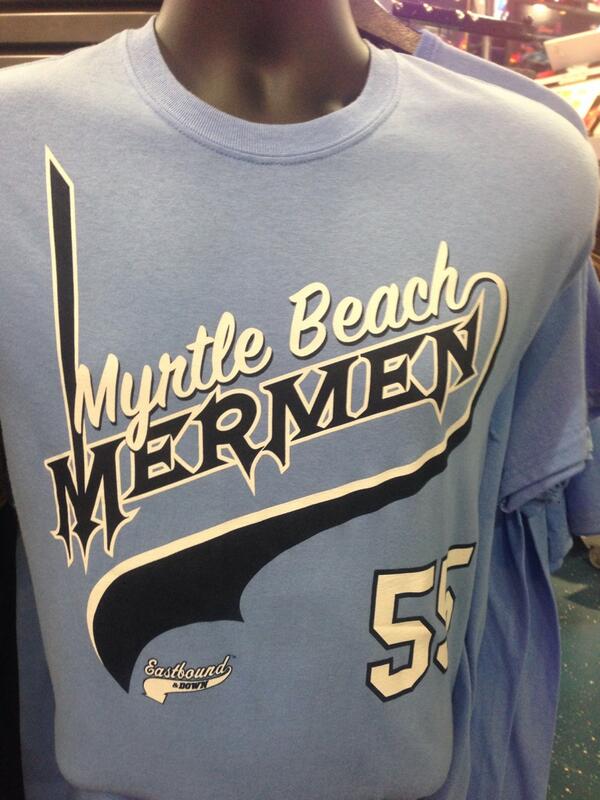 Myrtle Beach
MERMEN
55
Eastbound
& DOWN